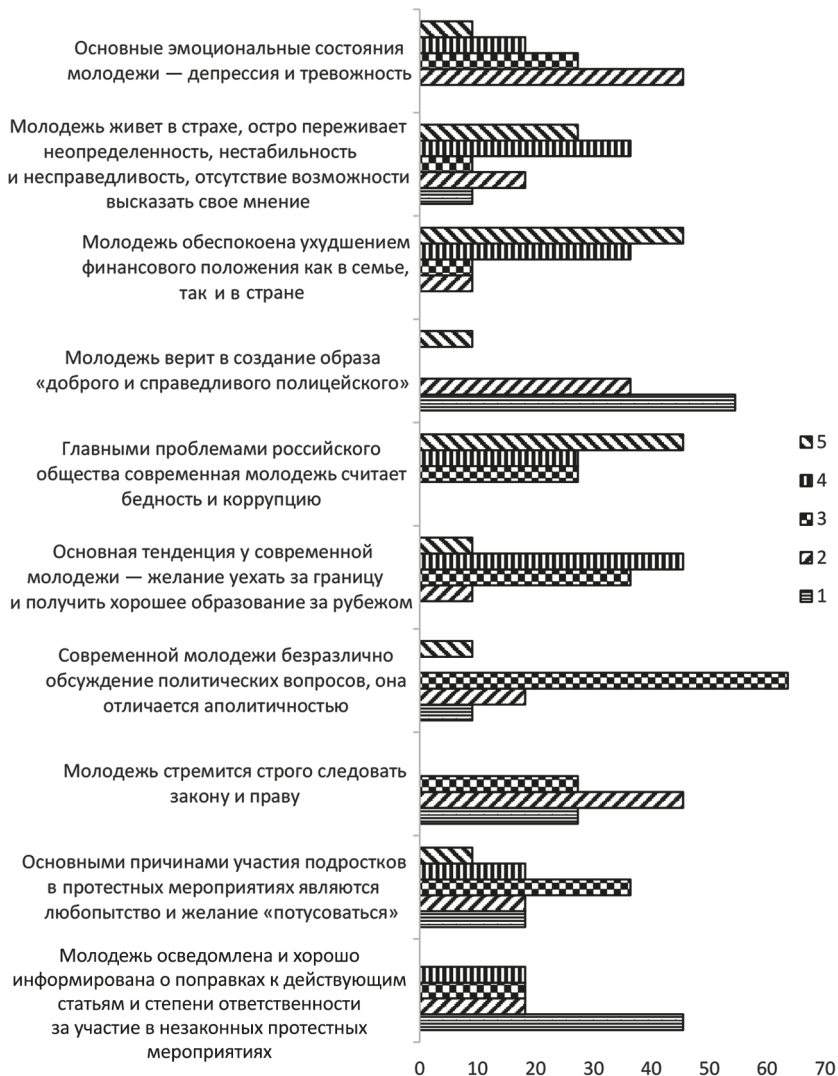 Основные эмоциональные состояния
молодежи — депрессия и тревожность
Молодежь живет в страхе, остро переживает
неопределенность, нестабильность
и несправедливость, отсутствие возможности
высказать свое мнение
Молодежь обеспокоена ухудшением
финансового положения как в семье,
так и в стране
Молодежь верит в создание образа
«доброго и справедливого полицейского»
Главными проблемами российского
общества современная молодежь считает
бедность и коррупцию
Основная тенденция у современной
молодежи — желание уехать за границу
и получить хорошее образование за рубежом
Современной молодежи безразлично
обсуждение политических вопросов, она
отличается аполитичностью
Молодежь стремится строго следовать
закону и праву
Основными причинами участия подростков
в протестных мероприятиях являются
любопытство и желание «потусоваться»
Молодежь осведомлена и хорошо
информирована о поправках к действующим
статьям и степени ответственности
за участие в незаконных протестных
мероприятиях
5
4
3
2
1
0 10 20 30 40 50 60 70